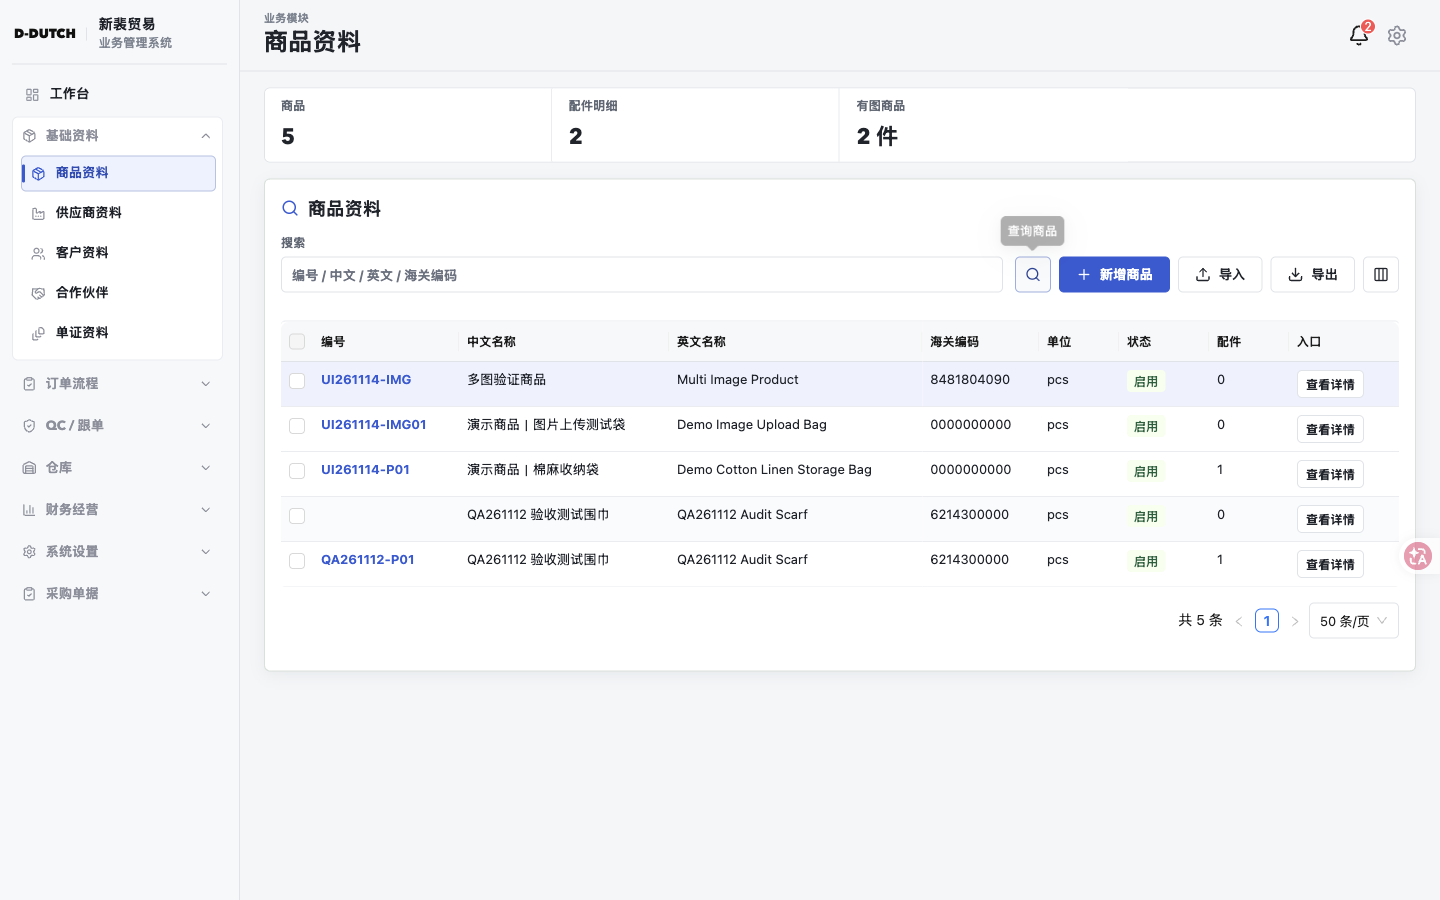 D-DUTCH
新裴贸易
业务管理系统
工作台
基础资料
商品资料
供应商资料
客户资料
合作伙伴
单证资料
订单流程
QC / 跟单
仓库
财务经营
系统设置
采购单据
业务模块
商品资料
2
商品
5
配件明细
2
有图商品
2 件
商品资料
搜索
查询商品
编号 / 中文 / 英文 / 海关编码
新增商品 导入 导出
编号 中文名称 英文名称 海关编码 单位 状态 配件 入口
UI261114-IMG 多图验证商品 Multi Image Product 8481804090 pcs 启用 0 查看详情
UI261114-IMG01 演示商品 | 图片上传测试袋 Demo Image Upload Bag 0000000000 pcs 启用 0 查看详情
UI261114-P01 演示商品 | 棉麻收纳袋 Demo Cotton Linen Storage Bag 0000000000 pcs 启用 1 查看详情
QA261112 验收测试围巾 QA261112 Audit Scarf 6214300000 pcs 启用 0 查看详情
QA261112-P01 QA261112 验收测试围巾 QA261112 Audit Scarf 6214300000 pcs 启用 1 查看详情
共 5 条 1 50 条/页